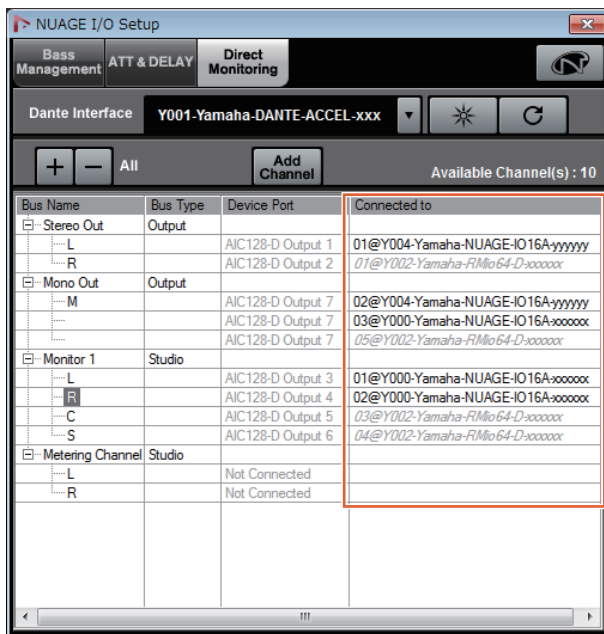 NUAGE I/O Setup
Bass Management ATT & DELAY Direct Monitoring
Dante Interface Y001-Yamaha-DANTE-ACCEL-xxx
+ − All Add Channel Available Channel(s) : 10
Bus Name Bus Type Device Port Connected to
Stereo Out Output
L AIC128-D Output 1 01@Y004-Yamaha-NUAGE-IO16A-yyyyyy
R AIC128-D Output 2 01@Y002-Yamaha-RMio64-D-xxxxxx
Mono Out Output
M AIC128-D Output 7 02@Y004-Yamaha-NUAGE-IO16A-yyyyyy
AIC128-D Output 7 03@Y000-Yamaha-NUAGE-IO16A-xxxxxx
AIC128-D Output 7 05@Y002-Yamaha-RMio64-D-xxxxxx
Monitor 1 Studio
L AIC128-D Output 3 01@Y000-Yamaha-NUAGE-IO16A-xxxxxx
R AIC128-D Output 4 02@Y000-Yamaha-NUAGE-IO16A-xxxxxx
C AIC128-D Output 5 03@Y002-Yamaha-RMio64-D-xxxxxx
S AIC128-D Output 6 04@Y002-Yamaha-RMio64-D-xxxxxx
Metering Channel Studio
L Not Connected
R Not Connected